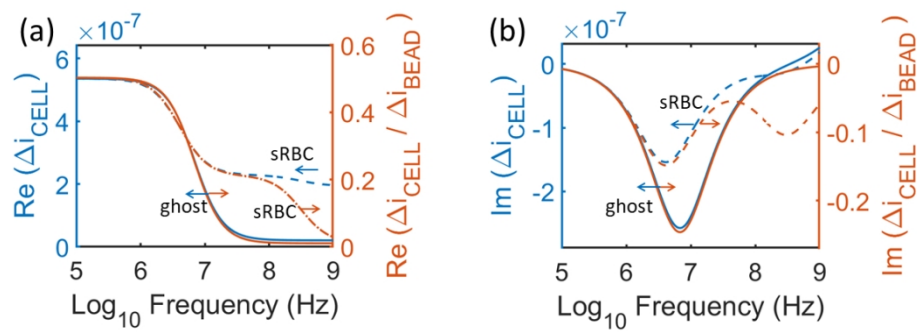 (a)
×10⁻⁷
6
4
2
0
Re (Δi_CELL)
0.6
0.4
0.2
0
Re (Δi_CELL / Δi_BEAD)
sRBC
ghost
sRBC
5 6 7 8 9
Log₁₀ Frequency (Hz)
(b)
×10⁻⁷
0
-1
-2
Im (Δi_CELL)
0
-0.1
-0.2
Im (Δi_CELL / Δi_BEAD)
sRBC
ghost
5 6 7 8 9
Log₁₀ Frequency (Hz)